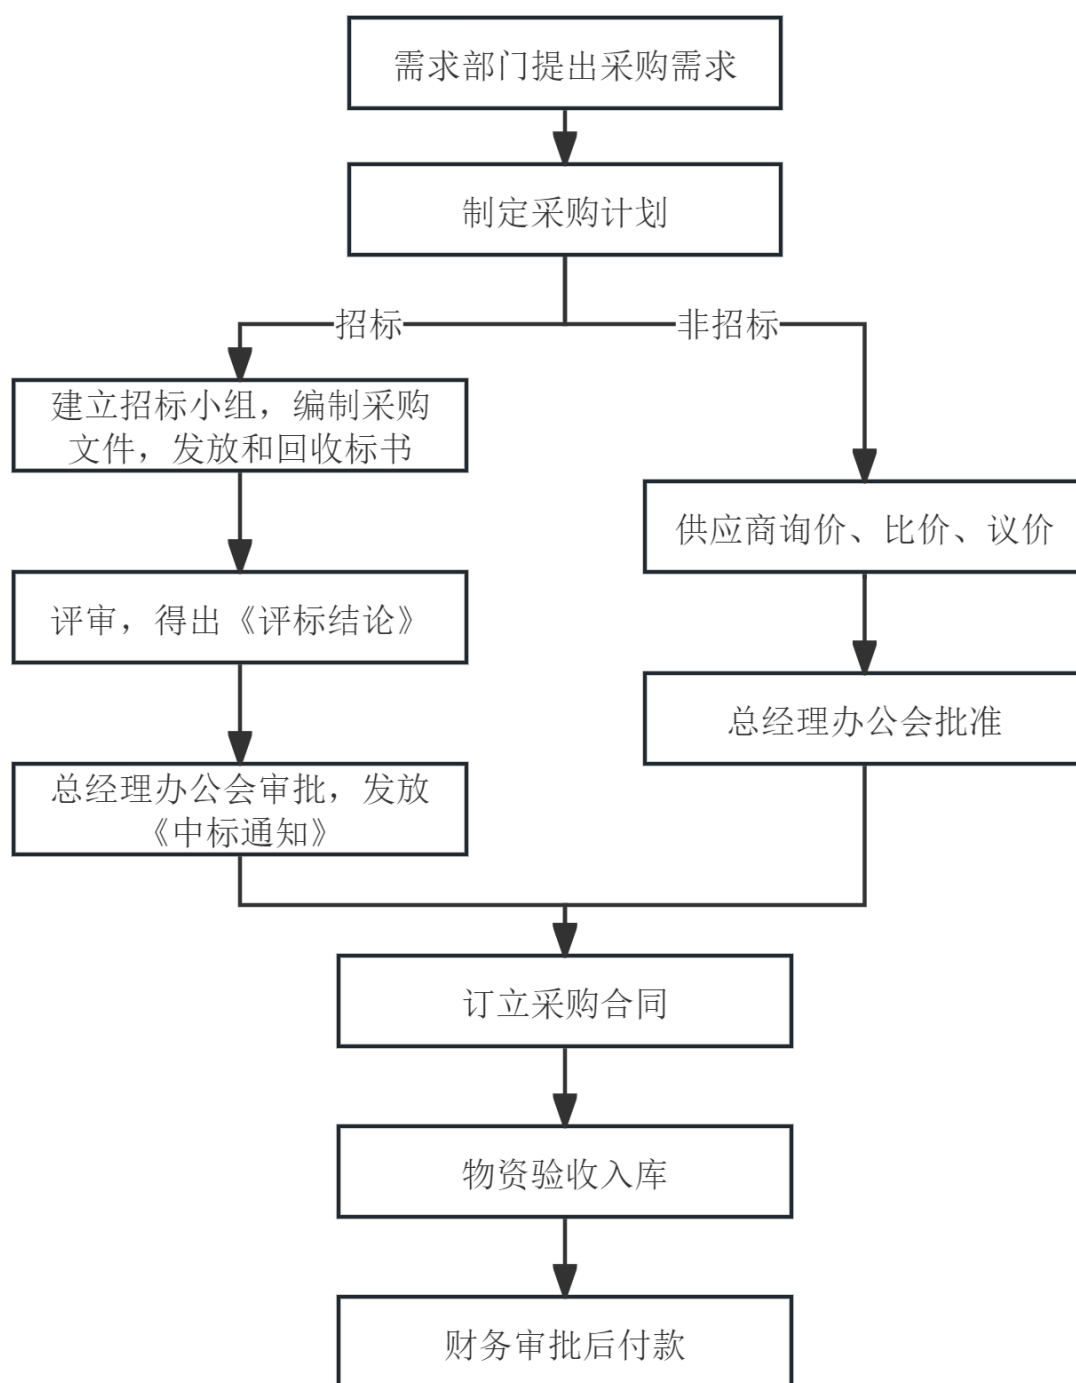 需求部门提出采购需求
制定采购计划
招标
非招标
建立招标小组，编制采购
文件，发放和回收标书
供应商询价、比价、议价
评审，得出《评标结论》
总经理办公会批准
总经理办公会审批，发放
《中标通知》
订立采购合同
物资验收入库
财务审批后付款